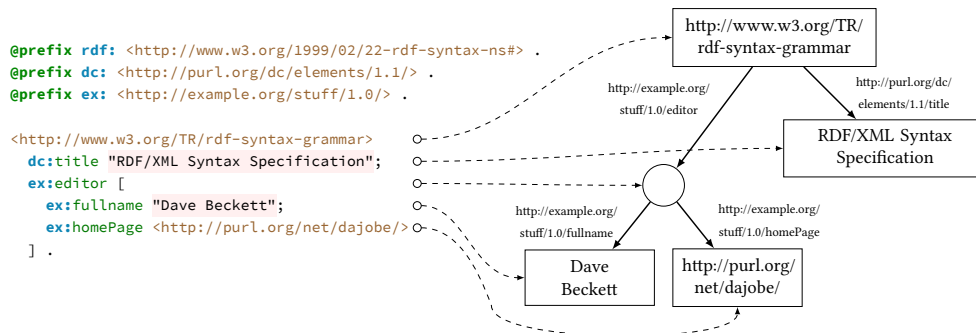 @prefix rdf: <http://www.w3.org/1999/02/22-rdf-syntax-ns#> .
@prefix dc: <http://purl.org/dc/elements/1.1/> .
@prefix ex: <http://example.org/stuff/1.0/> .
<http://www.w3.org/TR/rdf-syntax-grammar>
dc:title "RDF/XML Syntax Specification";
ex:editor [
ex:fullname "Dave Beckett";
ex:homePage <http://purl.org/net/dajobe/>
] .
http://www.w3.org/TR/
rdf-syntax-grammar
http://example.org/
stuff/1.0/editor
http://purl.org/dc/
elements/1.1/title
RDF/XML Syntax
Specification
http://example.org/
stuff/1.0/fullname
http://example.org/
stuff/1.0/homePage
Dave
Beckett
http://purl.org/
net/dajobe/